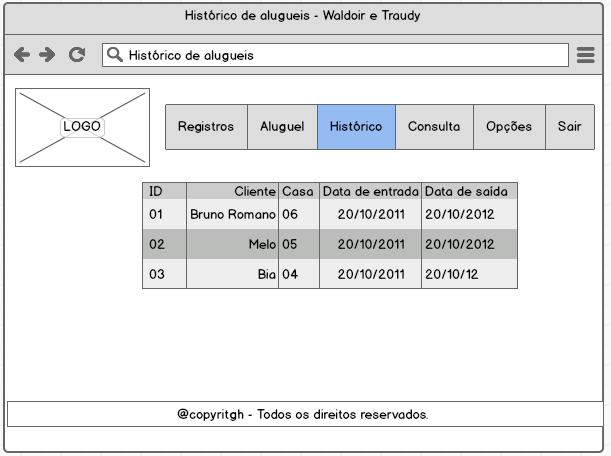 Histórico de alugueis - Waldoir e Traudy
Histórico de alugueis
LOGO
Registros Aluguel Histórico Consulta Opções Sair
ID Cliente Casa Data de entrada Data de saída
01 Bruno Romano 06 20/10/2011 20/10/2012
02 Melo 05 20/10/2011 20/10/2012
03 Bia 04 20/10/2011 20/10/12
@copyritgh - Todos os direitos reservados.